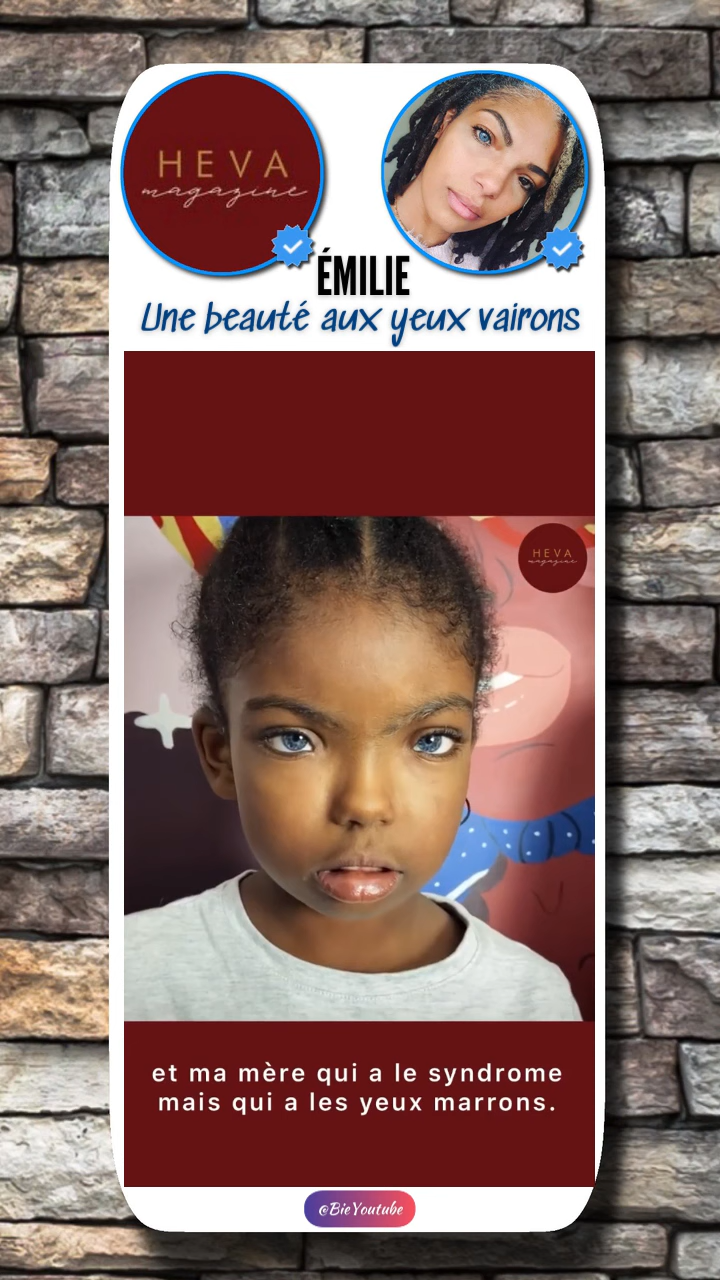 HEVA
magazine
ÉMILIE
Une beauté aux yeux vairons
HEVA
magazine
et ma mère qui a le syndrome
mais qui a les yeux marrons.
@BieYoutube